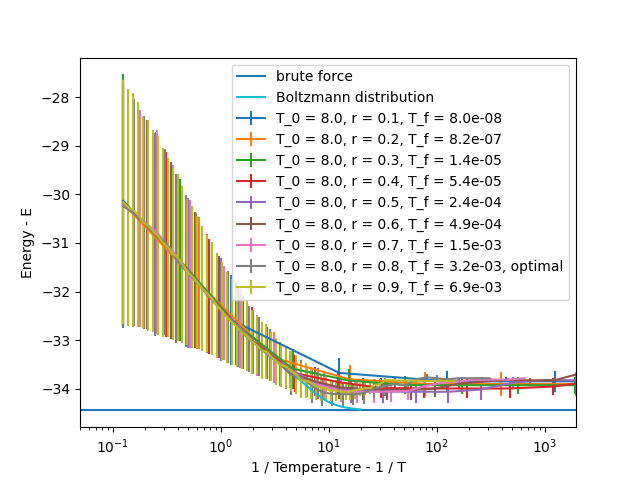 brute force
Boltzmann distribution
T_0 = 8.0, r = 0.1, T_f = 8.0e-08
T_0 = 8.0, r = 0.2, T_f = 8.2e-07
T_0 = 8.0, r = 0.3, T_f = 1.4e-05
T_0 = 8.0, r = 0.4, T_f = 5.4e-05
T_0 = 8.0, r = 0.5, T_f = 2.4e-04
T_0 = 8.0, r = 0.6, T_f = 4.9e-04
T_0 = 8.0, r = 0.7, T_f = 1.5e-03
T_0 = 8.0, r = 0.8, T_f = 3.2e-03, optimal
T_0 = 8.0, r = 0.9, T_f = 6.9e-03
Energy - E
−28
−29
−30
−31
−32
−33
−34
10⁻¹ 10⁰ 10¹ 10² 10³
1 / Temperature - 1 / T